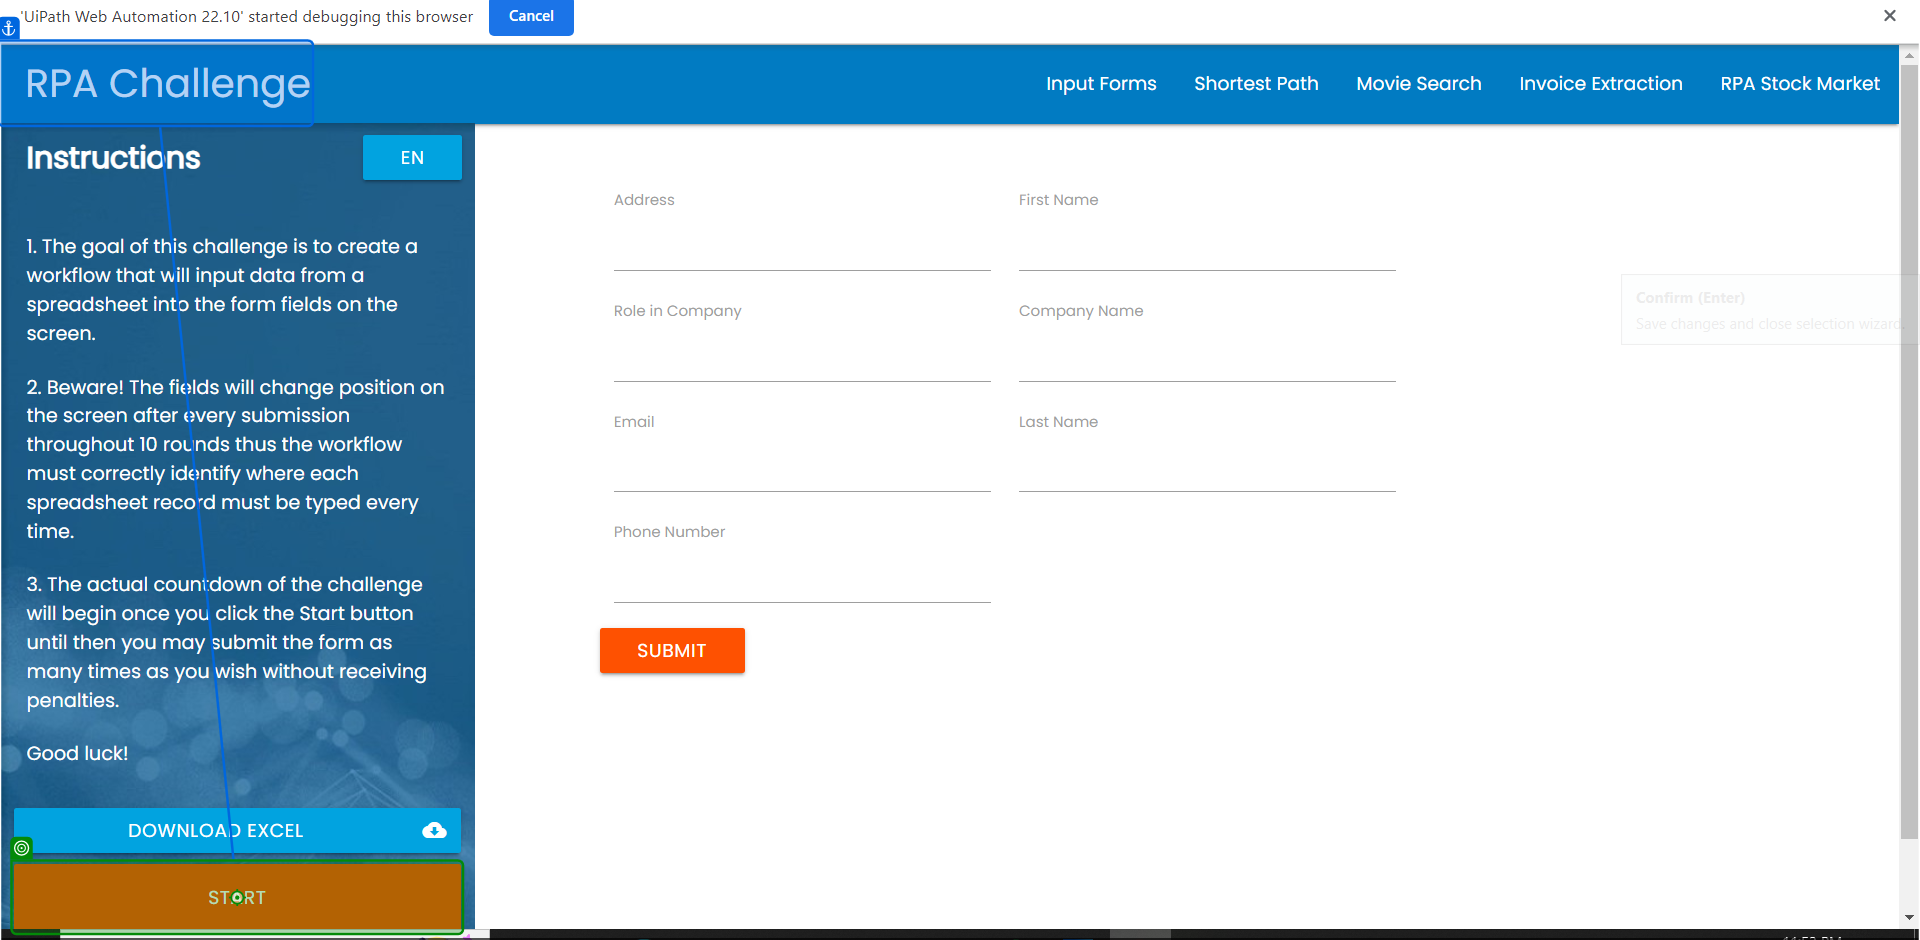 'UiPath Web Automation 22.10' started debugging this browser
Cancel
RPA Challenge
Input Forms
Shortest Path
Movie Search
Invoice Extraction
RPA Stock Market
Instructions
EN
1. The goal of this challenge is to create a
workflow that will input data from a
spreadsheet into the form fields on the
screen.
2. Beware! The fields will change position on
the screen after every submission
throughout 10 rounds thus the workflow
must correctly identify where each
spreadsheet record must be typed every
time.
3. The actual countdown of the challenge
will begin once you click the Start button
until then you may submit the form as
many times as you wish without receiving
penalties.
Good luck!
DOWNLOAD EXCEL
START
Address
First Name
Role in Company
Company Name
Email
Last Name
Phone Number
SUBMIT
Confirm (Enter)
Save changes and close selection wizard.